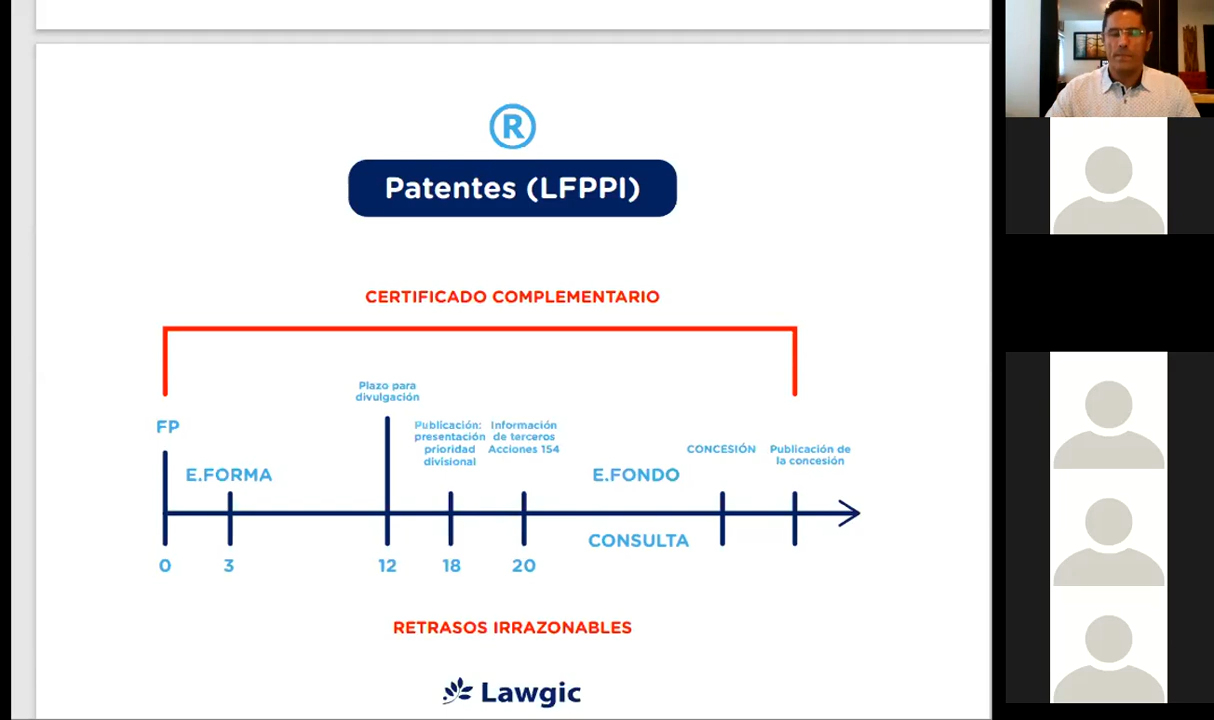 ®
Patentes (LFPPI)
CERTIFICADO COMPLEMENTARIO
Plazo para
divulgación
FP
Publicación:
presentación
prioridad
divisional
Información
de terceros
Acciones 154
CONCESIÓN
Publicación de
la concesión
E.FORMA
E.FONDO
CONSULTA
0
3
12
18
20
RETRASOS IRRAZONABLES
Lawgic